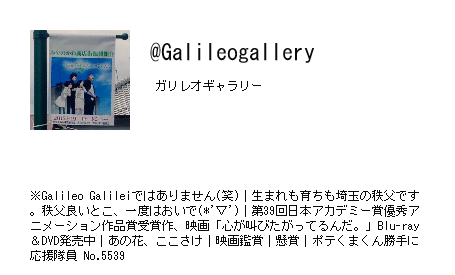 @Galileogallery
ガリレオギャラリー
※Galileo Galileiではありません(笑)｜生まれも育ちも埼玉の秩父です
。秩父良いとこ、一度はおいで(*'▽')｜第39回日本アカデミー賞優秀ア
ニメーション作品賞受賞作、映画「心が叫びたがってるんだ。」Blu-ray
＆DVD発売中｜あの花、ここさけ｜映画鑑賞｜懸賞｜ポテくまくん勝手に
応援隊員 No.5539